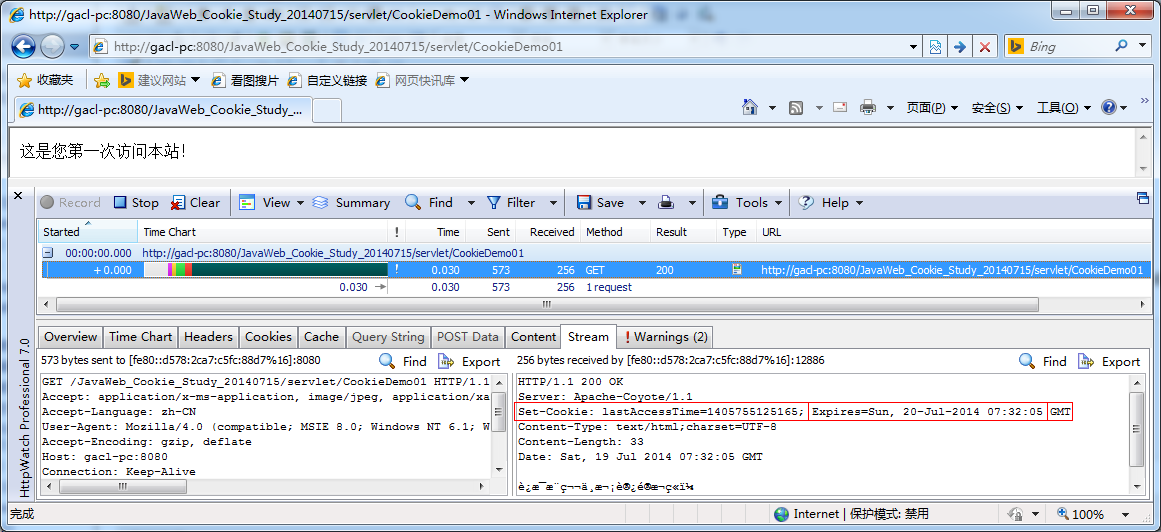 http://gacl-pc:8080/JavaWeb_Cookie_Study_20140715/servlet/CookieDemo01 - Windows Internet Explorer
http://gacl-pc:8080/JavaWeb_Cookie_Study_20140715/servlet/CookieDemo01 Bing
收藏夹 建议网站 看图搜片 自定义链接 网页快讯库
http://gacl-pc:8080/JavaWeb_Cookie_Study_... 页面(P) 安全(S) 工具(O)
这是您第一次访问本站!
Record Stop Clear View Summary Find Filter Save Tools Help
Started Time Chart ! Time Sent Received Method Result Type URL
00:00:00.000 http://gacl-pc:8080/JavaWeb_Cookie_Study_20140715/servlet/CookieDemo01
+ 0.000 ! 0.030 573 256 GET 200 http://gacl-pc:8080/JavaWeb_Cookie_Study_20140715/servlet/CookieDemo01
0.030 0.030 573 256 1 request
Overview Time Chart Headers Cookies Cache Query String POST Data Content Stream ! Warnings (2)
573 bytes sent to [fe80::d578:2ca7:c5fc:88d7%16]:8080 Find Export
GET /JavaWeb_Cookie_Study_20140715/servlet/CookieDemo01 HTTP/1.1
Accept: application/x-ms-application, image/jpeg, application/xa
Accept-Language: zh-CN
User-Agent: Mozilla/4.0 (compatible; MSIE 8.0; Windows NT 6.1; W
Accept-Encoding: gzip, deflate
Host: gacl-pc:8080
Connection: Keep-Alive
256 bytes received by [fe80::d578:2ca7:c5fc:88d7%16]:12886 Find Export
HTTP/1.1 200 OK
Server: Apache-Coyote/1.1
Set-Cookie: lastAccessTime=1405755125165; Expires=Sun, 20-Jul-2014 07:32:05 GMT
Content-Type: text/html;charset=UTF-8
Content-Length: 33
Date: Sat, 19 Jul 2014 07:32:05 GMT
HttpWatch Professional 7.0
完成 Internet | 保护模式: 禁用 100%